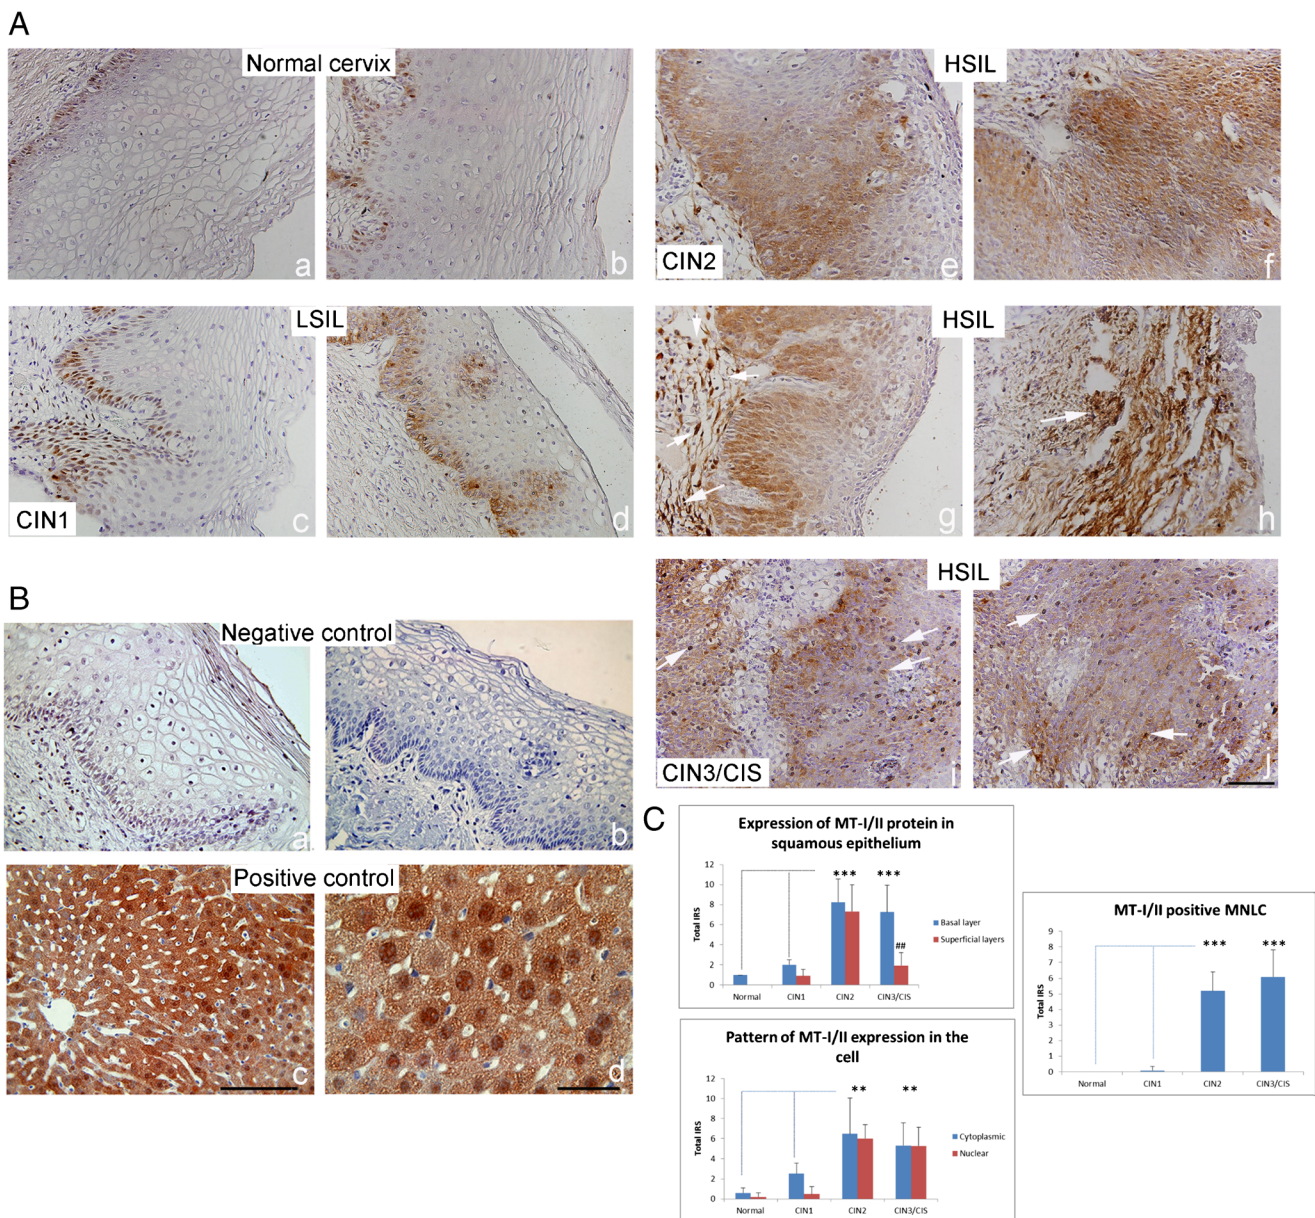 A
Normal cervix
a
b
HSIL
CIN2
e
f
LSIL
CIN1
c
d
HSIL
g
h
HSIL
CIN3/CIS
i
j
B
Negative control
a
b
Positive control
c
d
C
Expression of MT-I/II protein in
squamous epithelium
Total IRS
12
10
8
6
4
2
0
***
***
##
Normal
CIN1
CIN2
CIN3/CIS
Basal layer
Superficial layers
Pattern of MT-I/II expression in the
cell
Total IRS
12
10
8
6
4
2
0
**
**
Normal
CIN1
CIN2
CIN3/CIS
Cytoplasmic
Nuclear
MT-I/II positive MNLC
Total IRS
9
8
7
6
5
4
3
2
1
0
***
***
Normal
CIN1
CIN2
CIN3/CIS